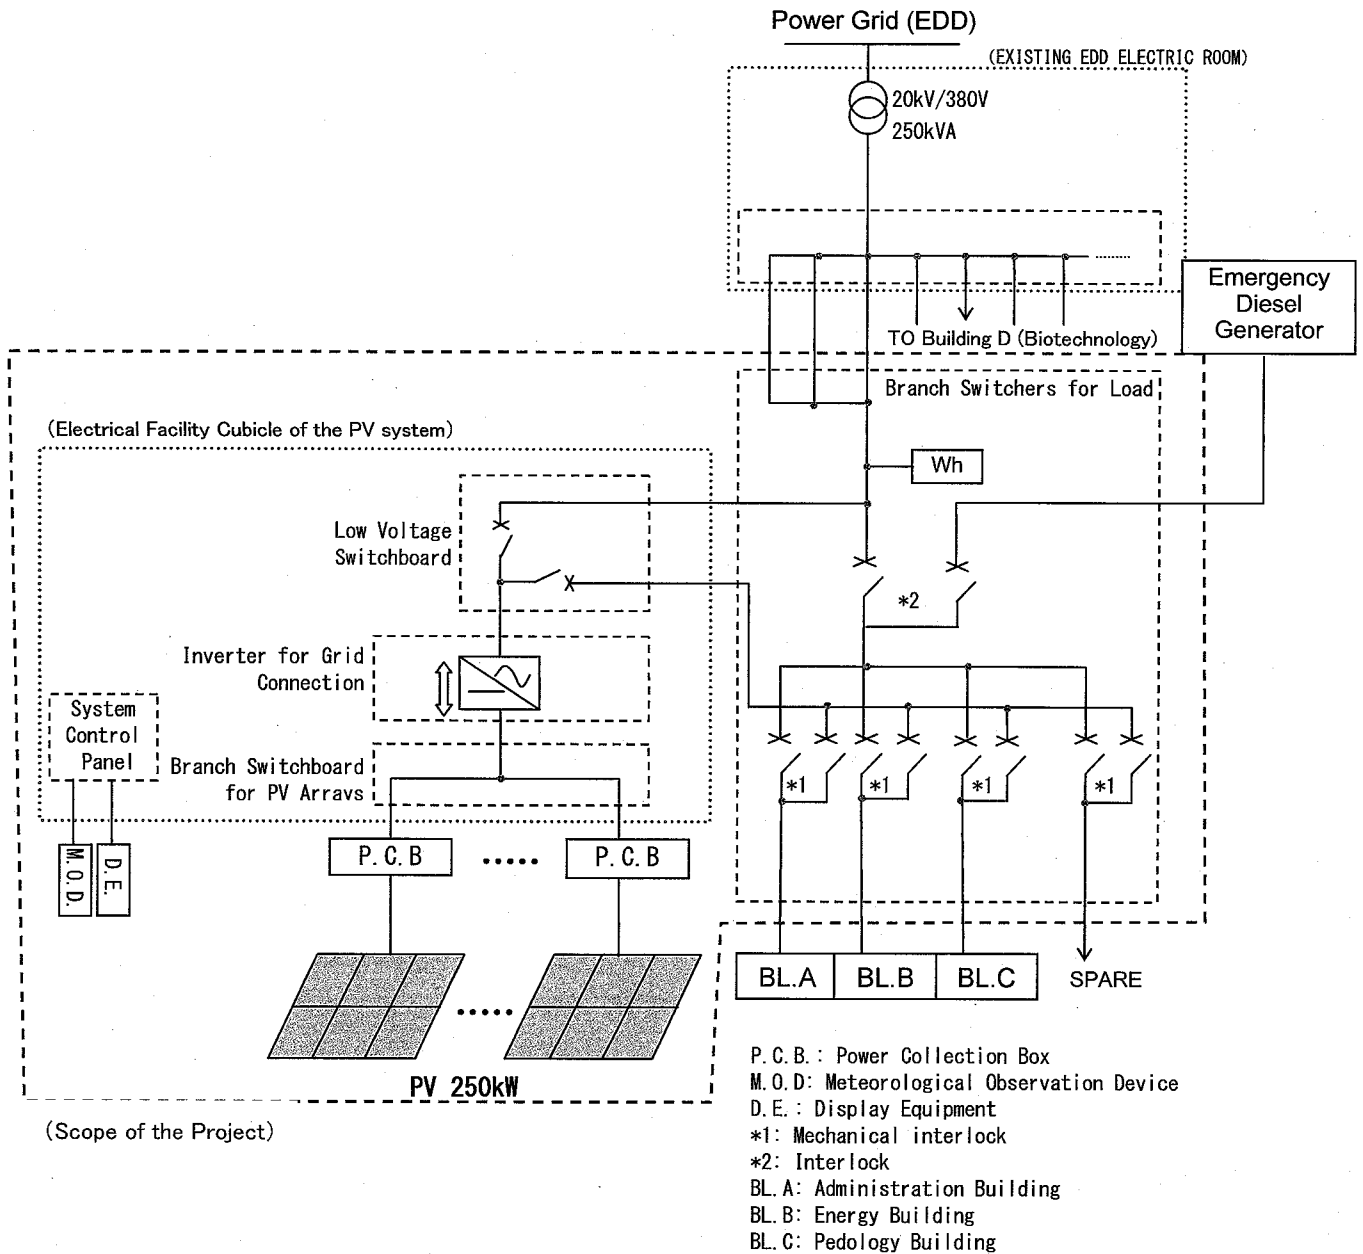 Power Grid (EDD)
(EXISTING EDD ELECTRIC ROOM)
20kV/380V
250kVA
Emergency
Diesel
Generator
TO Building D (Biotechnology)
Branch Switchers for Load
(Electrical Facility Cubicle of the PV system)
Wh
Low Voltage
Switchboard
*2
Inverter for Grid
Connection
System
Control
Panel
Branch Switchboard
for PV Arravs
*1
*1
*1
*1
M.O.D.
D.E.
P.C.B
.....
P.C.B
BL.A
BL.B
BL.C
SPARE
.....
PV 250kW
(Scope of the Project)
P.C.B.: Power Collection Box
M.O.D: Meteorological Observation Device
D.E.: Display Equipment
*1: Mechanical interlock
*2: Interlock
BL.A: Administration Building
BL.B: Energy Building
BL.C: Pedology Building